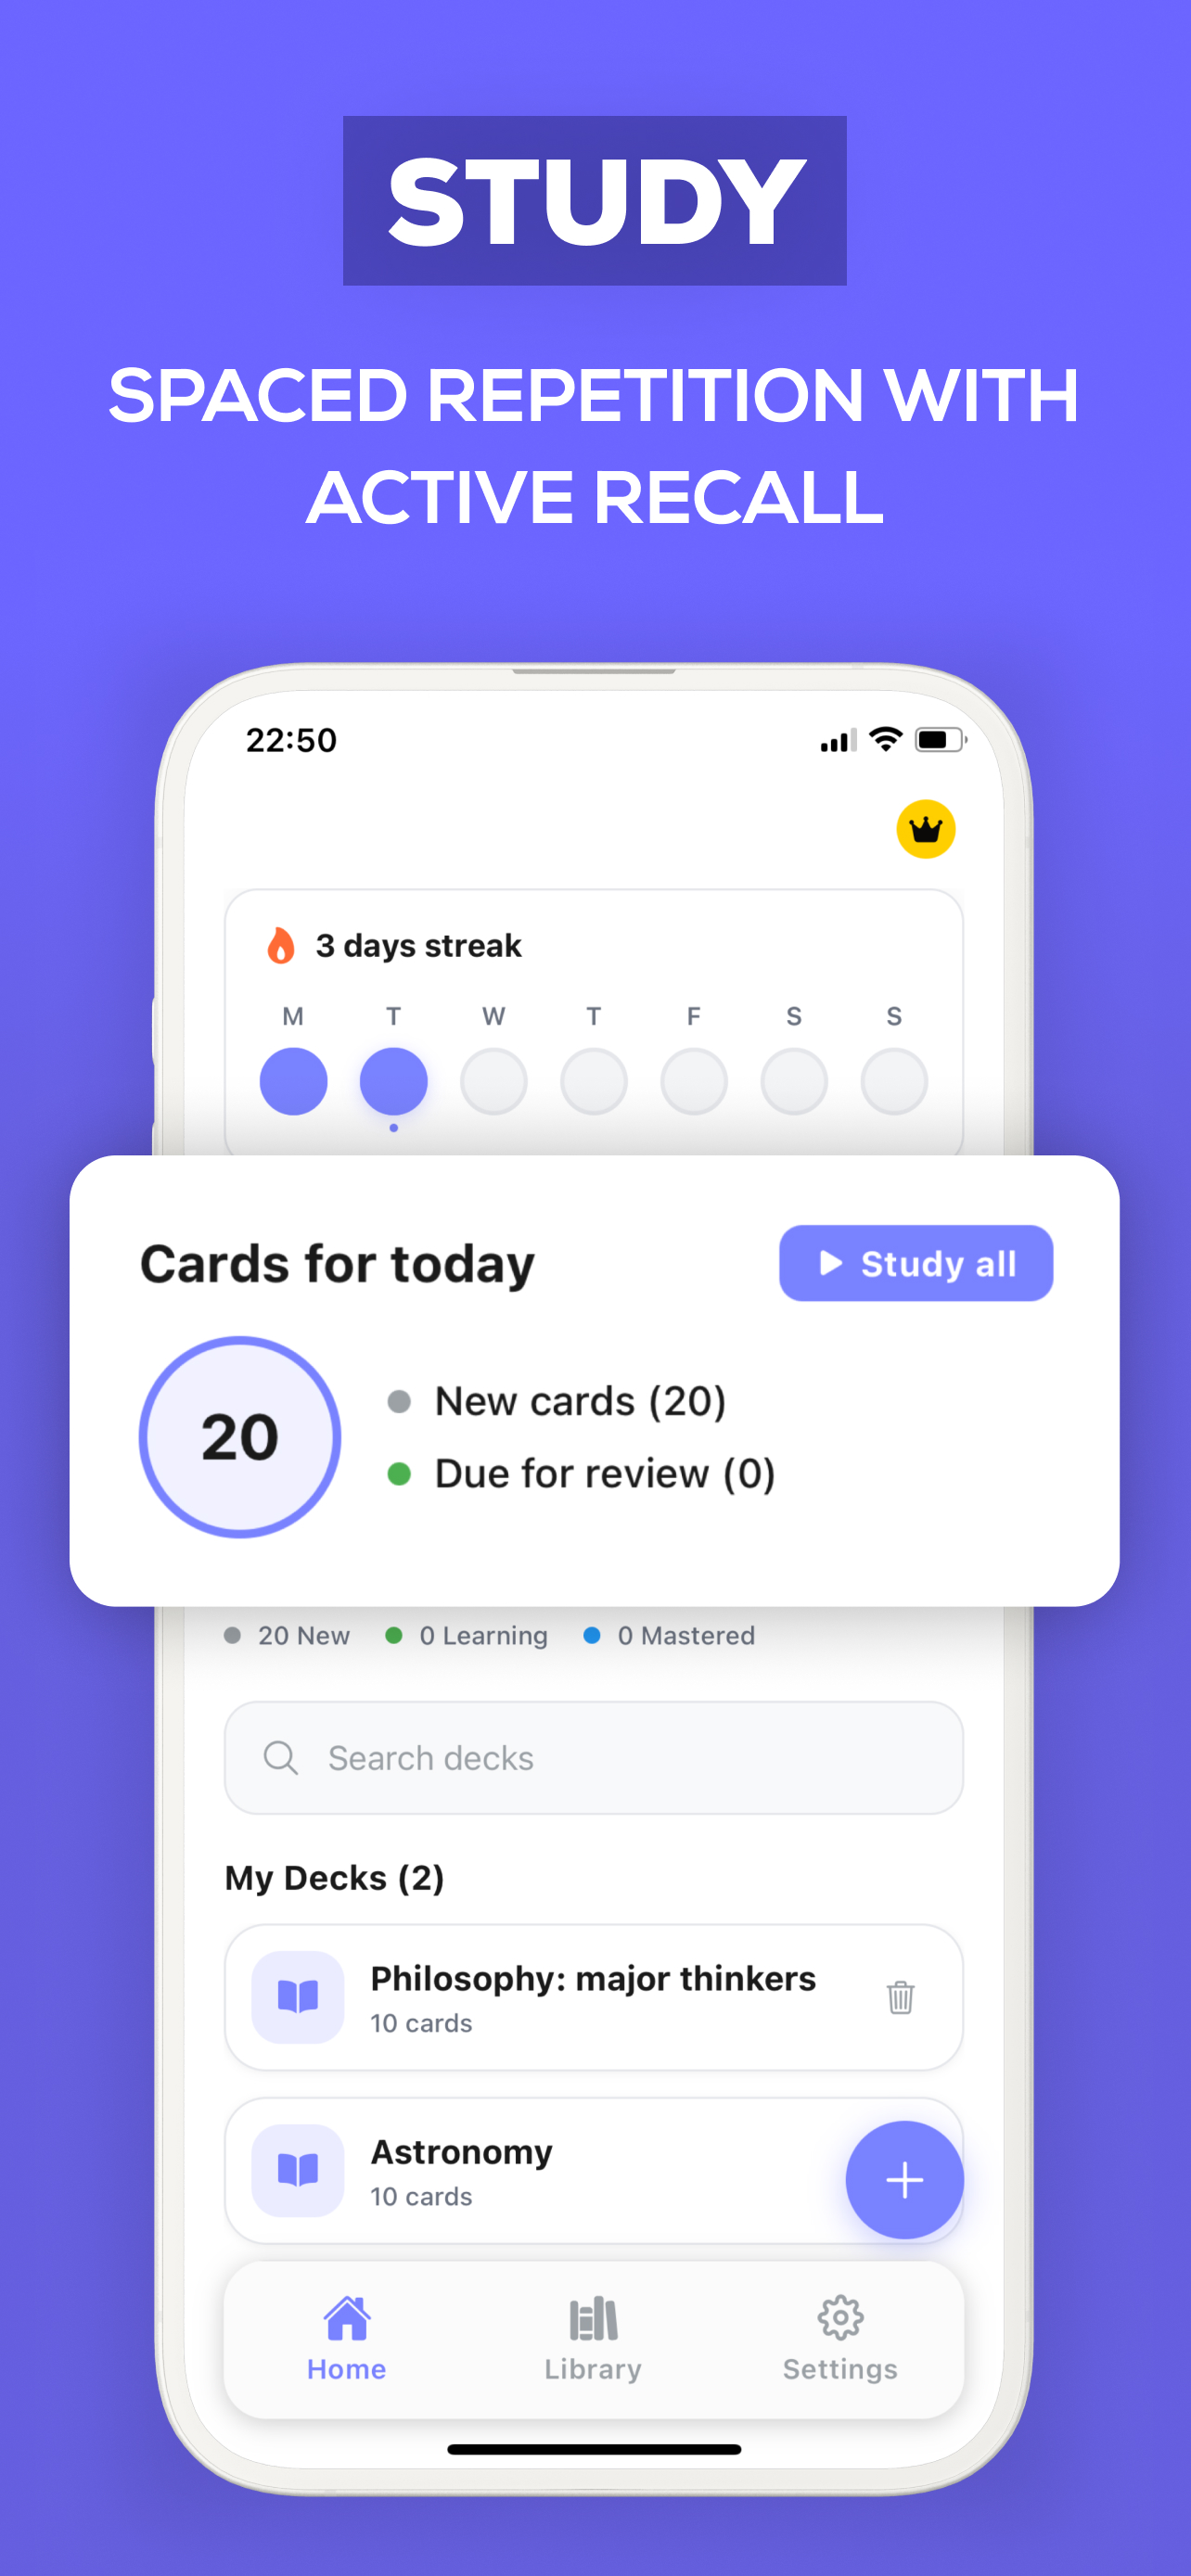 STUDY
SPACED REPETITION WITH
ACTIVE RECALL
22:50
3 days streak
M T W T F S S
Cards for today
Study all
20
New cards (20)
Due for review (0)
20 New 0 Learning 0 Mastered
Search decks
My Decks (2)
Philosophy: major thinkers
10 cards
Astronomy
10 cards
Home Library Settings